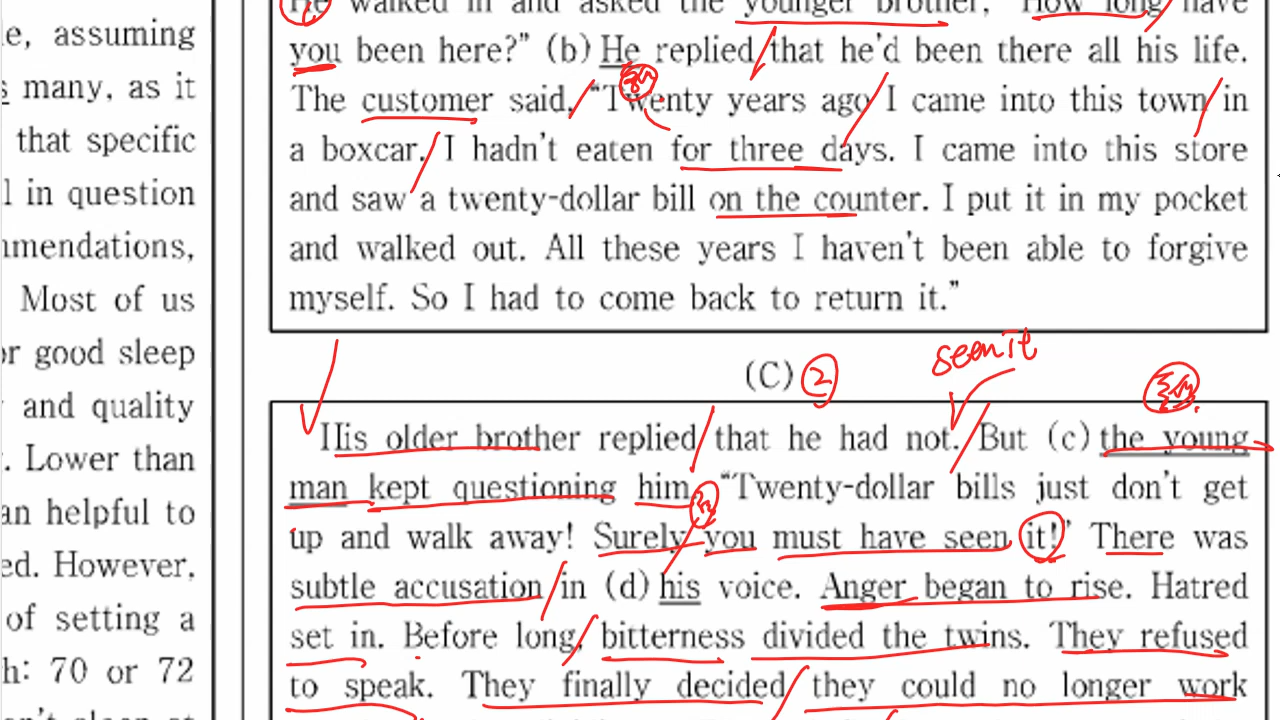 e, assuming
s many, as it
that specific
l in question
nmendations,
Most of us
or good sleep
and quality
. Lower than
an helpful to
ed. However,
of setting a
h: 70 or 72
He walked in and asked the younger brother, "How long have
you been here?" (b) He replied that he'd been there all his life.
The customer said, "Twenty years ago I came into this town in
a boxcar. I hadn't eaten for three days. I came into this store
and saw a twenty-dollar bill on the counter. I put it in my pocket
and walked out. All these years I haven't been able to forgive
myself. So I had to come back to return it."
seen it
(C) 2
His older brother replied that he had not. But (c) the young
man kept questioning him. "Twenty-dollar bills just don't get
up and walk away! Surely you must have seen it!" There was
subtle accusation in (d) his voice. Anger began to rise. Hatred
set in. Before long, bitterness divided the twins. They refused
to speak. They finally decided they could no longer work